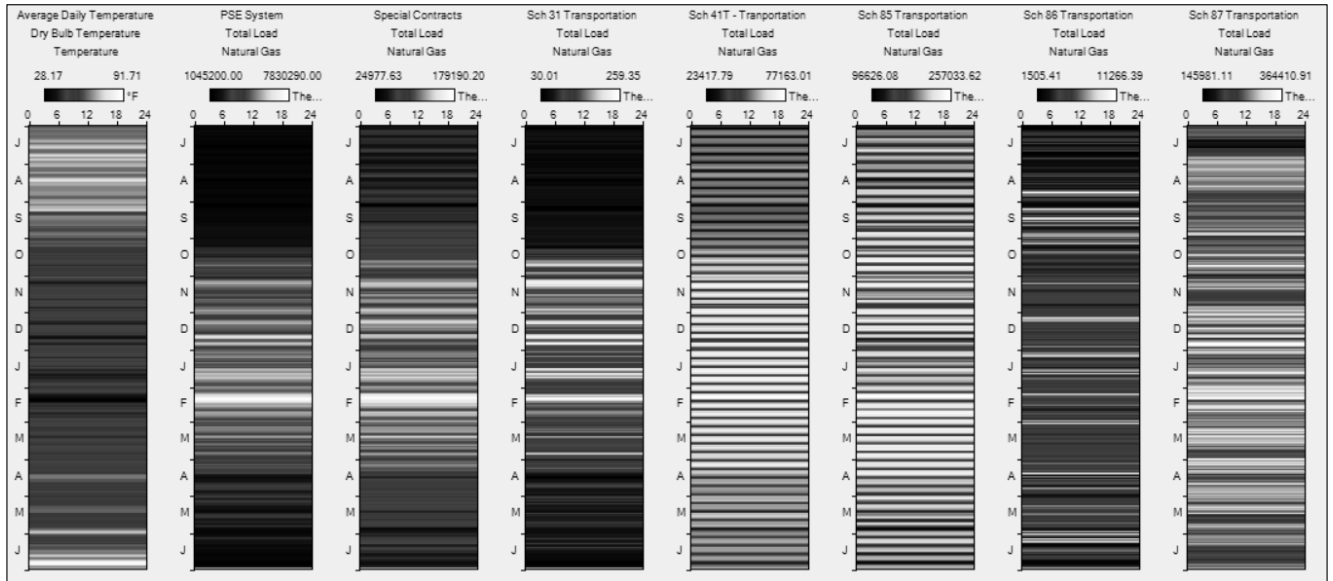 Average Daily Temperature
Dry Bulb Temperature
Temperature
28.17 91.71
°F
0 6 12 18 24
J
A
S
O
N
D
J
F
M
A
M
J
PSE System
Total Load
Natural Gas
1045200.00 7830290.00
The...
0 6 12 18 24
J
A
S
O
N
D
J
F
M
A
M
J
Special Contracts
Total Load
Natural Gas
24977.63 179190.20
The...
0 6 12 18 24
J
A
S
O
N
D
J
F
M
A
M
J
Sch 31 Transportation
Total Load
Natural Gas
30.01 259.35
The...
0 6 12 18 24
J
A
S
O
N
D
J
F
M
A
M
J
Sch 41T - Tranportation
Total Load
Natural Gas
23417.79 77163.01
The...
0 6 12 18 24
J
A
S
O
N
D
J
F
M
A
M
J
Sch 85 Transportation
Total Load
Natural Gas
96626.08 257033.62
The...
0 6 12 18 24
J
A
S
O
N
D
J
F
M
A
M
J
Sch 86 Transportation
Total Load
Natural Gas
1505.41 11266.39
The...
0 6 12 18 24
J
A
S
O
N
D
J
F
M
A
M
J
Sch 87 Transportation
Total Load
Natural Gas
145981.11 364410.91
The...
0 6 12 18 24
J
A
S
O
N
D
J
F
M
A
M
J